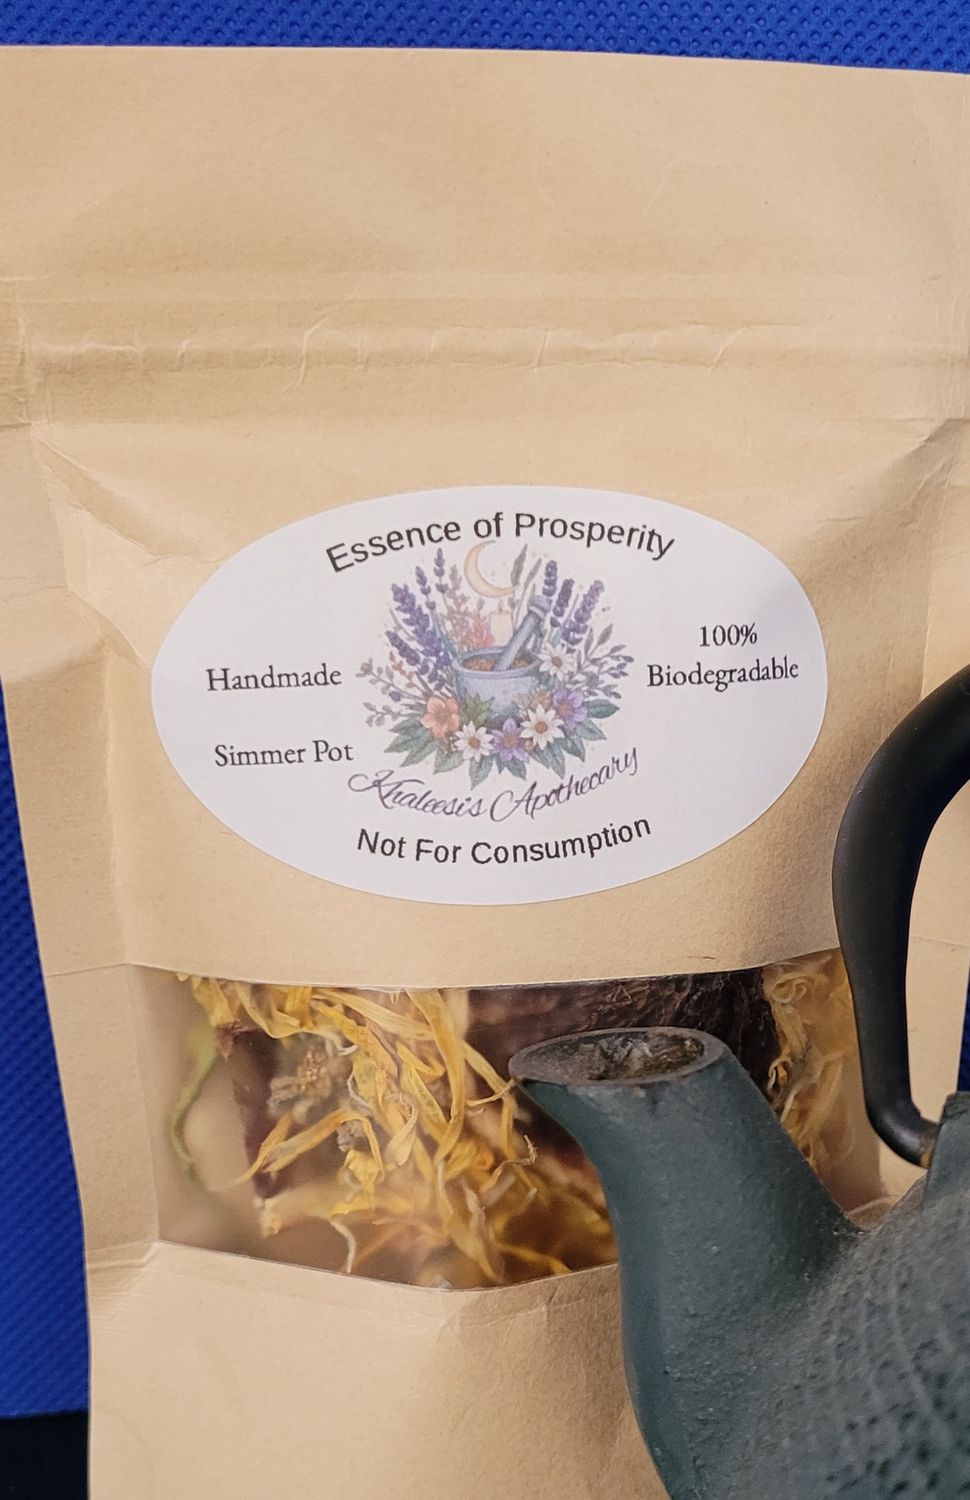 Essence of Prosperity
Handmade
Simmer Pot
100%
Biodegradable
Khaleesi's Apothecary
Not For Consumption